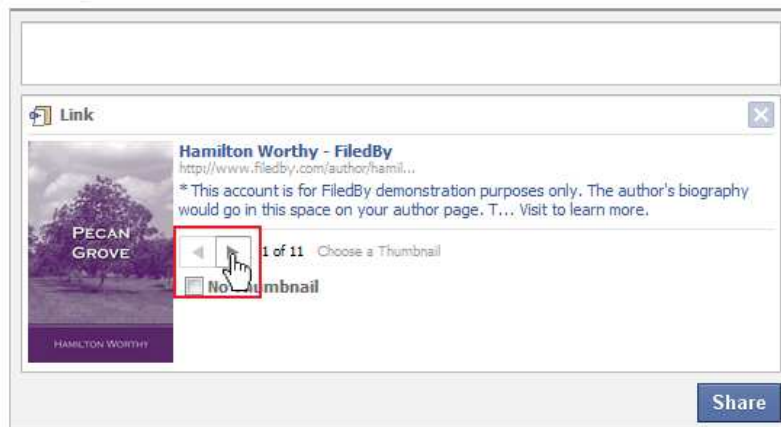 Link
Hamilton Worthy - FiledBy
http://www.filedby.com/author/hamil...
* This account is for FiledBy demonstration purposes only. The author's biography
would go in this space on your author page. T... Visit to learn more.
PECAN
GROVE
HAMILTON WORTHY
1 of 11 Choose a Thumbnail
No Thumbnail
Share